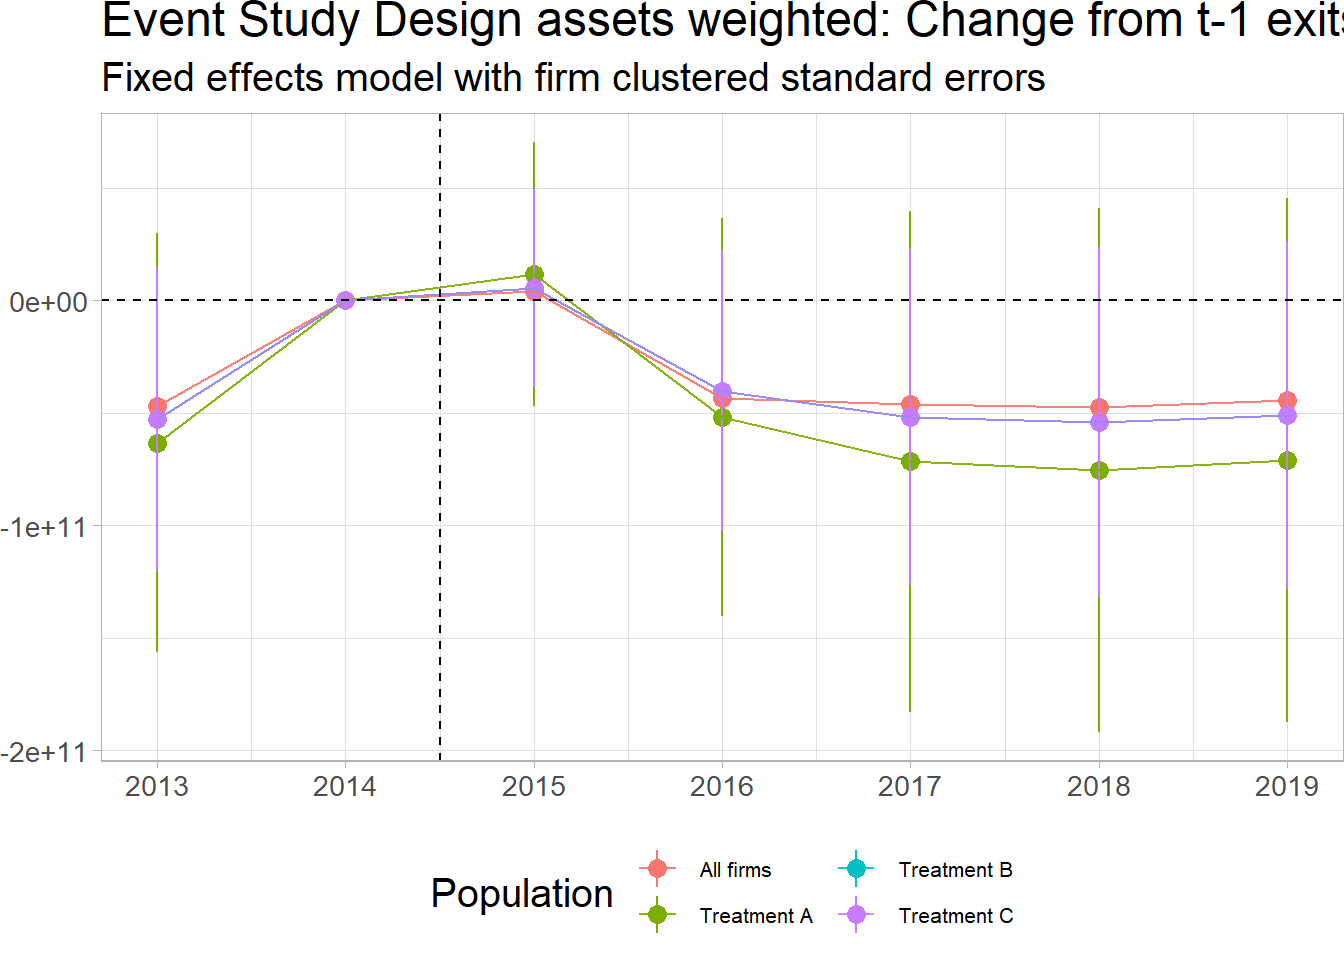 Event Study Design assets weighted: Change from t-1 exits
Fixed effects model with firm clustered standard errors
0e+00
-1e+11
-2e+11
2013 2014 2015 2016 2017 2018 2019
Population
All firms Treatment B
Treatment A Treatment C